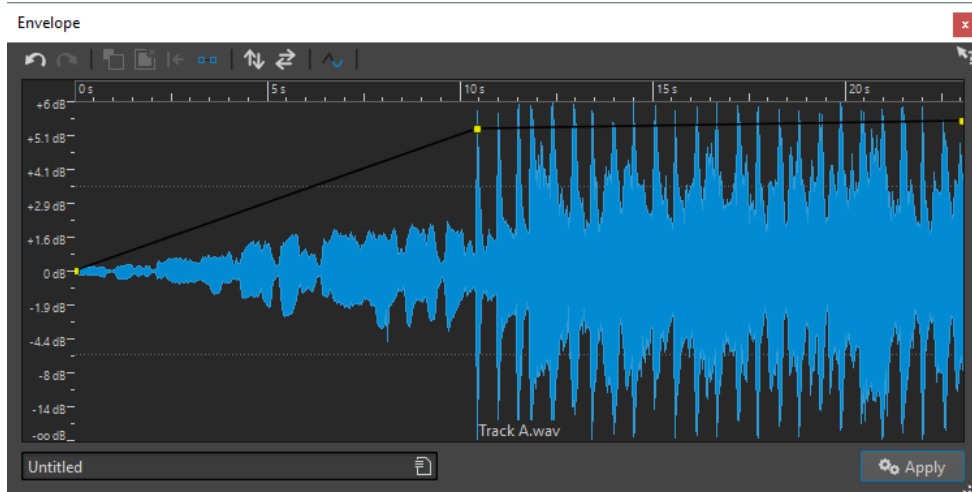 Envelope
x
0 s 5 s 10 s 15 s 20 s
+6 dB
+5.1 dB
+4.1 dB
+2.9 dB
+1.6 dB
0 dB
-1.9 dB
-4.4 dB
-8 dB
-14 dB
-oo dB
Track A.wav
Untitled
Apply